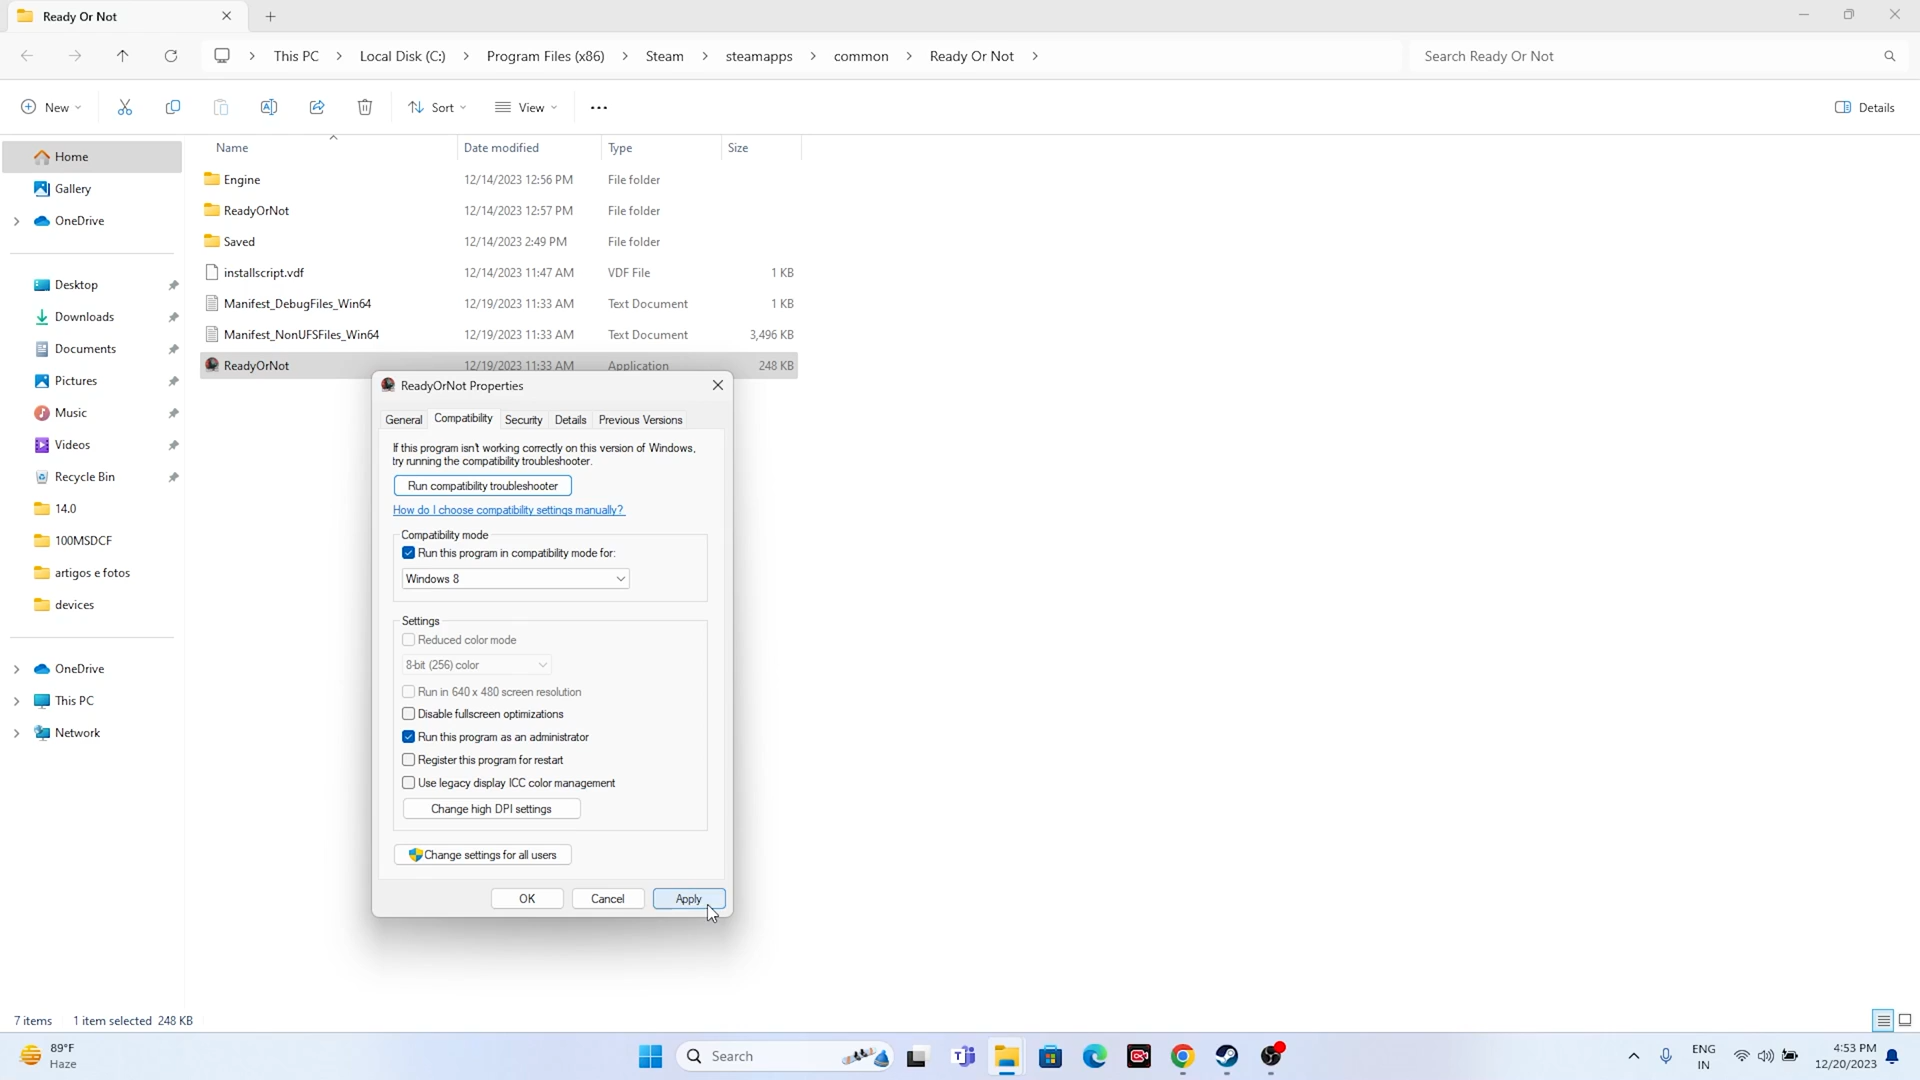 Ready Or Not
This PC > Local Disk (C:) > Program Files (x86) > Steam > steamapps > common > Ready Or Not >
Search Ready Or Not
New
Sort
View
Details
Name Date modified Type Size
Engine 12/14/2023 12:56 PM File folder
ReadyOrNot 12/14/2023 12:57 PM File folder
Saved 12/14/2023 2:49 PM File folder
installscript.vdf 12/14/2023 11:47 AM VDF File 1 KB
Manifest_DebugFiles_Win64 12/19/2023 11:33 AM Text Document 1 KB
Manifest_NonUFSFiles_Win64 12/19/2023 11:33 AM Text Document 3,496 KB
ReadyOrNot 12/19/2023 11:33 AM Application 248 KB
Home
Gallery
OneDrive
Desktop
Downloads
Documents
Pictures
Music
Videos
Recycle Bin
14.0
100MSDCF
artigos e fotos
devices
OneDrive
This PC
Network
ReadyOrNot Properties
General Compatibility Security Details Previous Versions
If this program isn't working correctly on this version of Windows,
try running the compatibility troubleshooter.
Run compatibility troubleshooter
How do I choose compatibility settings manually?
Compatibility mode
Run this program in compatibility mode for:
Windows 8
Settings
Reduced color mode
8-bit (256) color
Run in 640 x 480 screen resolution
Disable fullscreen optimizations
Run this program as an administrator
Register this program for restart
Use legacy display ICC color management
Change high DPI settings
Change settings for all users
OK Cancel Apply
7 items 1 item selected 248 KB
89°F
Haze
Search
ENG
IN
4:53 PM
12/20/2023